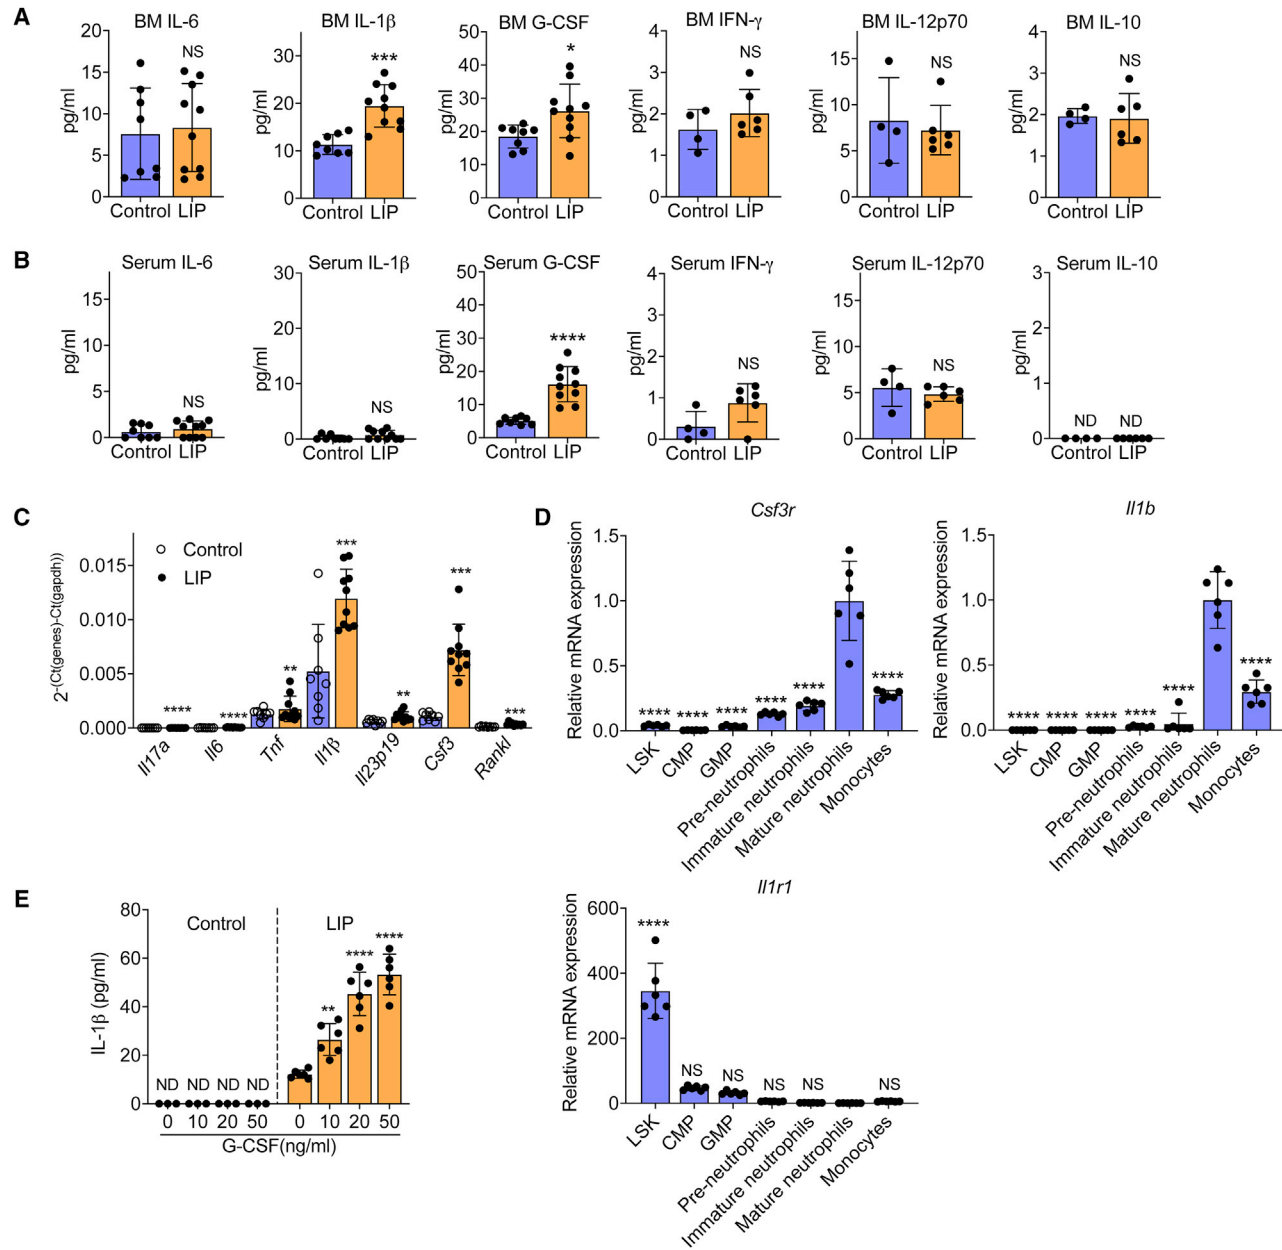 A
BM IL-6
BM IL-1β
BM G-CSF
BM IFN-γ
BM IL-12p70
BM IL-10
pg/ml
20
15
10
5
0
NS
Control LIP
pg/ml
30
20
10
0
***
Control LIP
pg/ml
50
40
30
20
10
0
*
Control LIP
pg/ml
4
3
2
1
0
NS
Control LIP
pg/ml
15
10
5
0
NS
Control LIP
pg/ml
4
3
2
1
0
NS
Control LIP
B
Serum IL-6
Serum IL-1β
Serum G-CSF
Serum IFN-γ
Serum IL-12p70
Serum IL-10
pg/ml
15
10
5
0
NS
Control LIP
pg/ml
30
20
10
0
NS
Control LIP
pg/ml
50
40
30
20
10
0
****
Control LIP
pg/ml
4
3
2
1
0
NS
Control LIP
pg/ml
15
10
5
0
NS
Control LIP
pg/ml
3
2
1
0
ND ND
Control LIP
C
2-(Ct(genes)-Ct(gapdh))
0.015
0.010
0.005
0.000
Control
LIP
**** **** ** *** ** *** ***
Il17a
Il6
Tnf
Il1β
Il23p19
Csf3
Rankl
D
Csf3r
Relative mRNA expression
1.5
1.0
0.5
0.0
**** **** **** **** **** ****
LSK
CMP
GMP
Pre-neutrophils
Immature neutrophils
Mature neutrophils
Monocytes
Il1b
Relative mRNA expression
1.5
1.0
0.5
0.0
**** **** **** **** **** ****
LSK
CMP
GMP
Pre-neutrophils
Immature neutrophils
Mature neutrophils
Monocytes
E
IL-1β (pg/ml)
80
60
40
20
0
Control
LIP
ND ND ND ND
** **** ****
0 10 20 50 0 10 20 50
G-CSF(ng/ml)
Il1r1
Relative mRNA expression
600
400
200
0
****
NS NS NS NS NS
LSK
CMP
GMP
Pre-neutrophils
Immature neutrophils
Mature neutrophils
Monocytes